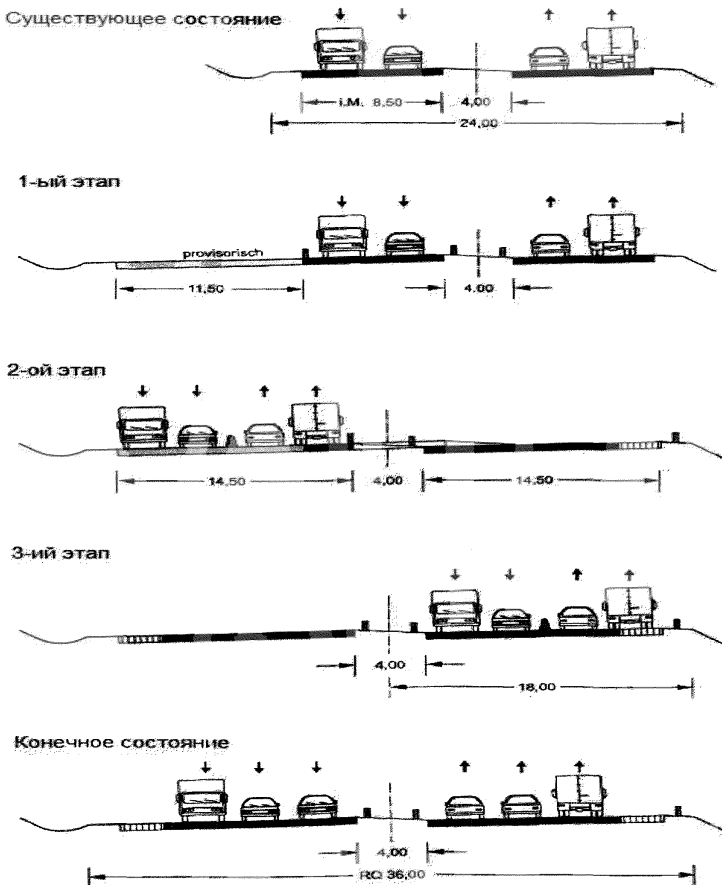 Существующее состояние
i.M. 8,50 4,00
24,00
1-ый этап
provisorisch
11,50 4,00
2-ой этап
14,50 4,00 14,50
3-ий этап
4,00
18,00
Конечное состояние
4,00
RQ 36,00